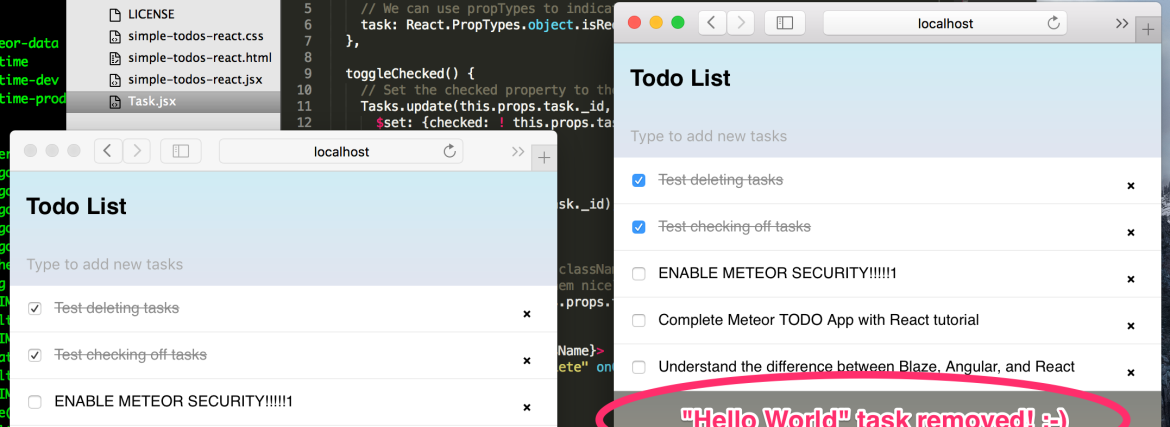 eor-data
time
time-dev
time-prod
LICENSE
simple-todos-react.css
simple-todos-react.html
simple-todos-react.jsx
Task.jsx
5 // We can use propTypes to indica
6 task: React.PropTypes.object.isRe
7 },
8
9 toggleChecked() {
10 // Set the checked property to the
11 Tasks.update(this.props.task._id,
12 $set: {checked: ! this.props.tas
sk._id)
className
em nice
.props.
Name}>
lete" on
localhost
Todo List
Type to add new tasks
Test deleting tasks
Test checking off tasks
ENABLE METEOR SECURITY!!!!!1
localhost
Todo List
Type to add new tasks
Test deleting tasks
Test checking off tasks
ENABLE METEOR SECURITY!!!!!1
Complete Meteor TODO App with React tutorial
Understand the difference between Blaze, Angular, and React
"Hello World" task removed! :-)